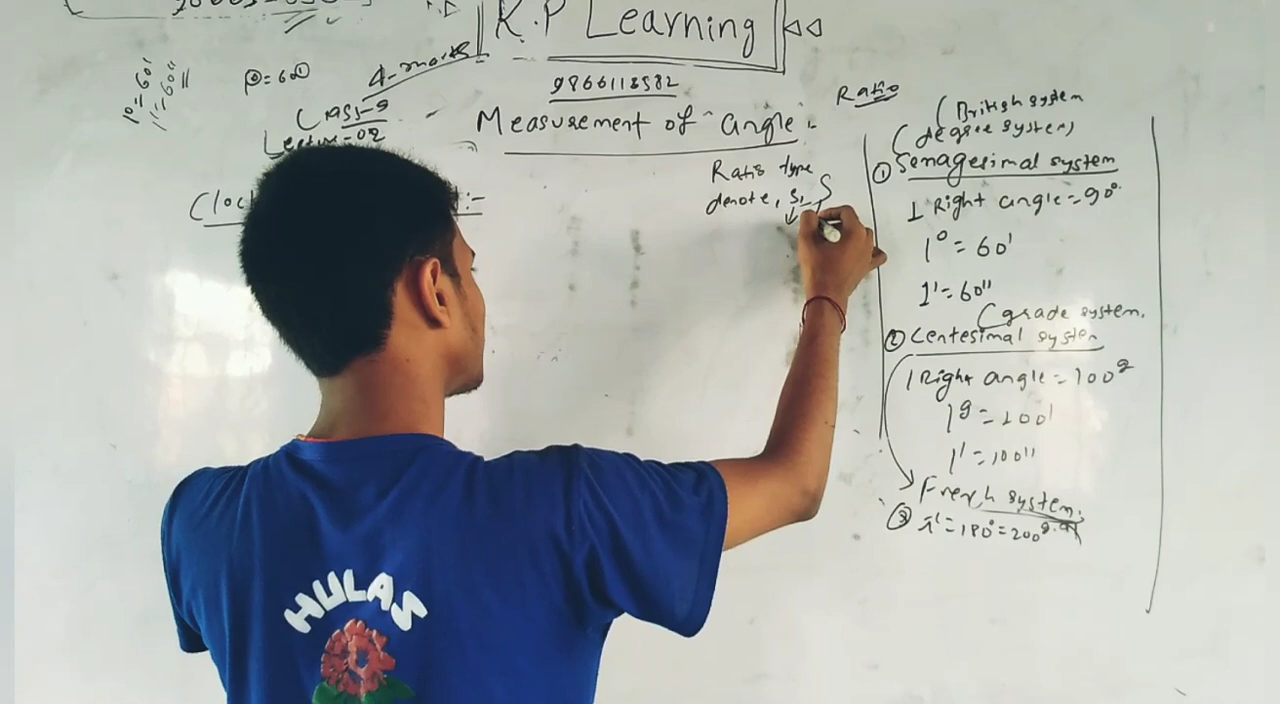 K.P Learning
9866118582
4-marks
1° = 60'
1' = 60"
Class-9
Lecture-02
Measurement of angle :-
Ratio
Ratio type
denote, s,
(British system
(degree system)
① Senagesimal system
1 Right angle = 90°
1° = 60'
1' = 60"
(grade system.
② Centesimal system
1 Right angle = 100g
1g = 100'
1' = 100"
French system.
③ = 180° = 200g
HULAS